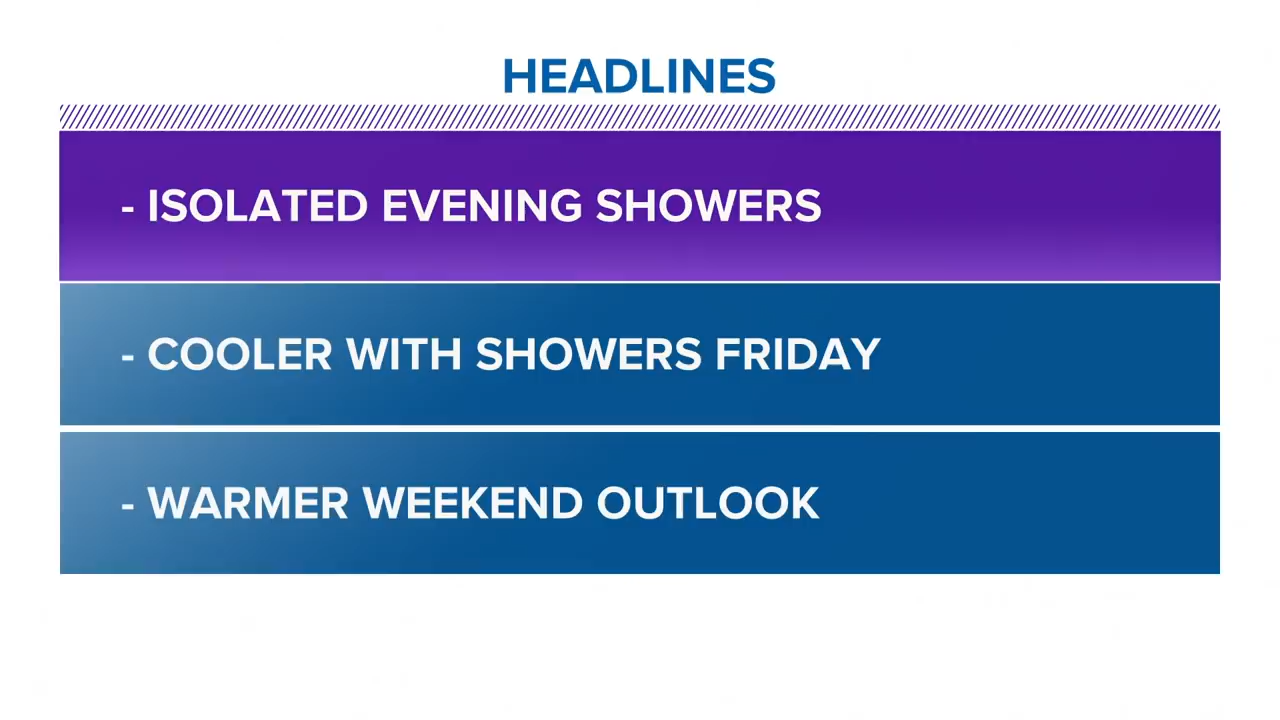 HEADLINES
- ISOLATED EVENING SHOWERS
- COOLER WITH SHOWERS FRIDAY
- WARMER WEEKEND OUTLOOK